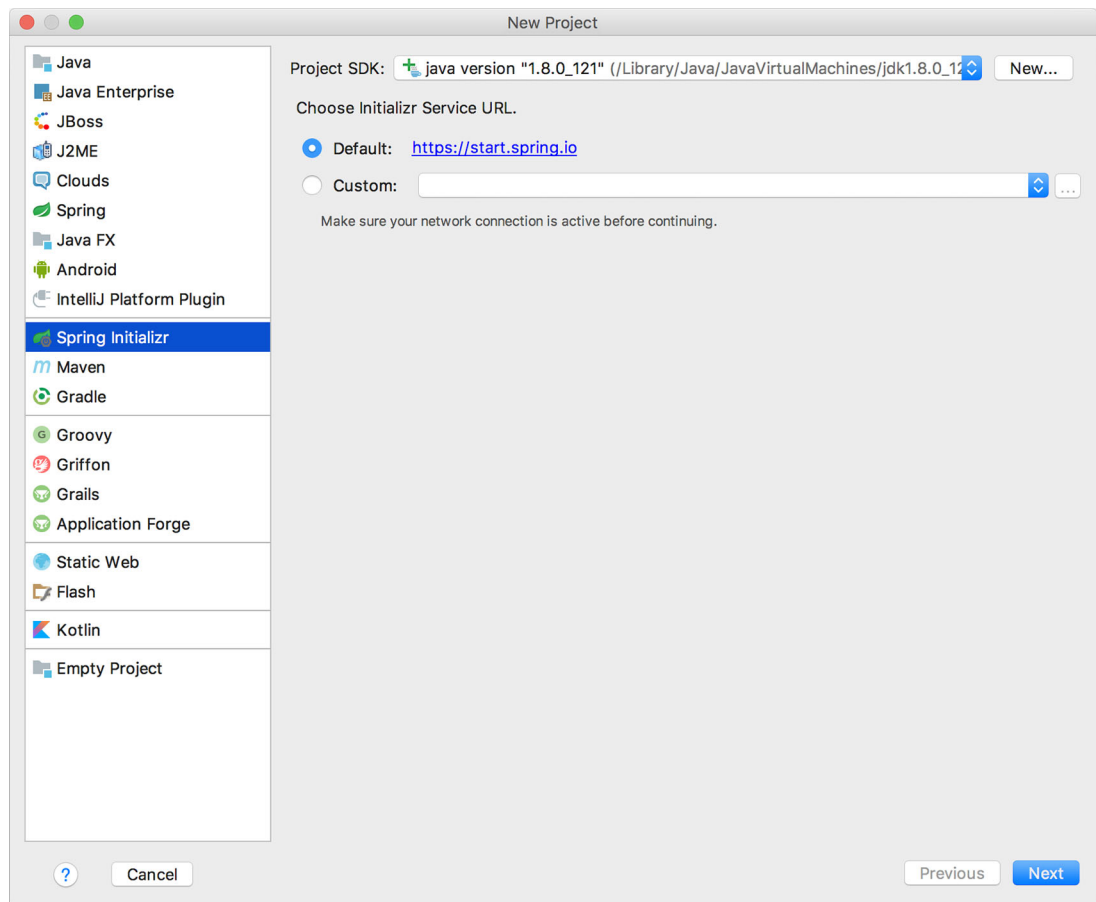 New Project
Java
Java Enterprise
JBoss
J2ME
Clouds
Spring
Java FX
Android
IntelliJ Platform Plugin
Spring Initializr
m Maven
Gradle
G Groovy
Griffon
Grails
Application Forge
Static Web
Flash
Kotlin
Empty Project
Project SDK: java version "1.8.0_121" (/Library/Java/JavaVirtualMachines/jdk1.8.0_12 New...
Choose Initializr Service URL.
Default: https://start.spring.io
Custom: ...
Make sure your network connection is active before continuing.
? Cancel Previous Next